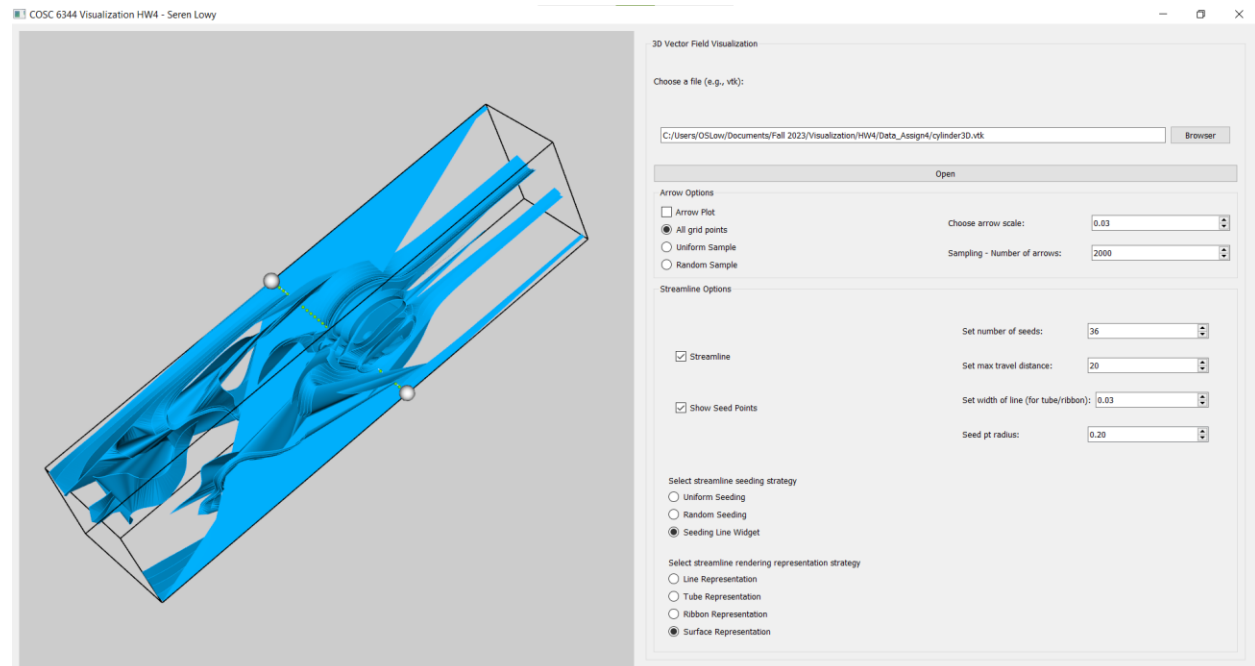 COSC 6344 Visualization HW4 - Seren Lowy
3D Vector Field Visualization
Choose a file (e.g., vtk):
C:/Users/OSLow/Documents/Fall 2023/Visualization/HW4/Data_Assign4/cylinder3D.vtk
Browser
Open
Arrow Options
Arrow Plot
All grid points
Choose arrow scale: 0.03
Uniform Sample
Sampling - Number of arrows: 2000
Random Sample
Streamline Options
Set number of seeds: 36
Streamline
Set max travel distance: 20
Set width of line (for tube/ribbon): 0.03
Show Seed Points
Seed pt radius: 0.20
Select streamline seeding strategy
Uniform Seeding
Random Seeding
Seeding Line Widget
Select streamline rendering representation strategy
Line Representation
Tube Representation
Ribbon Representation
Surface Representation